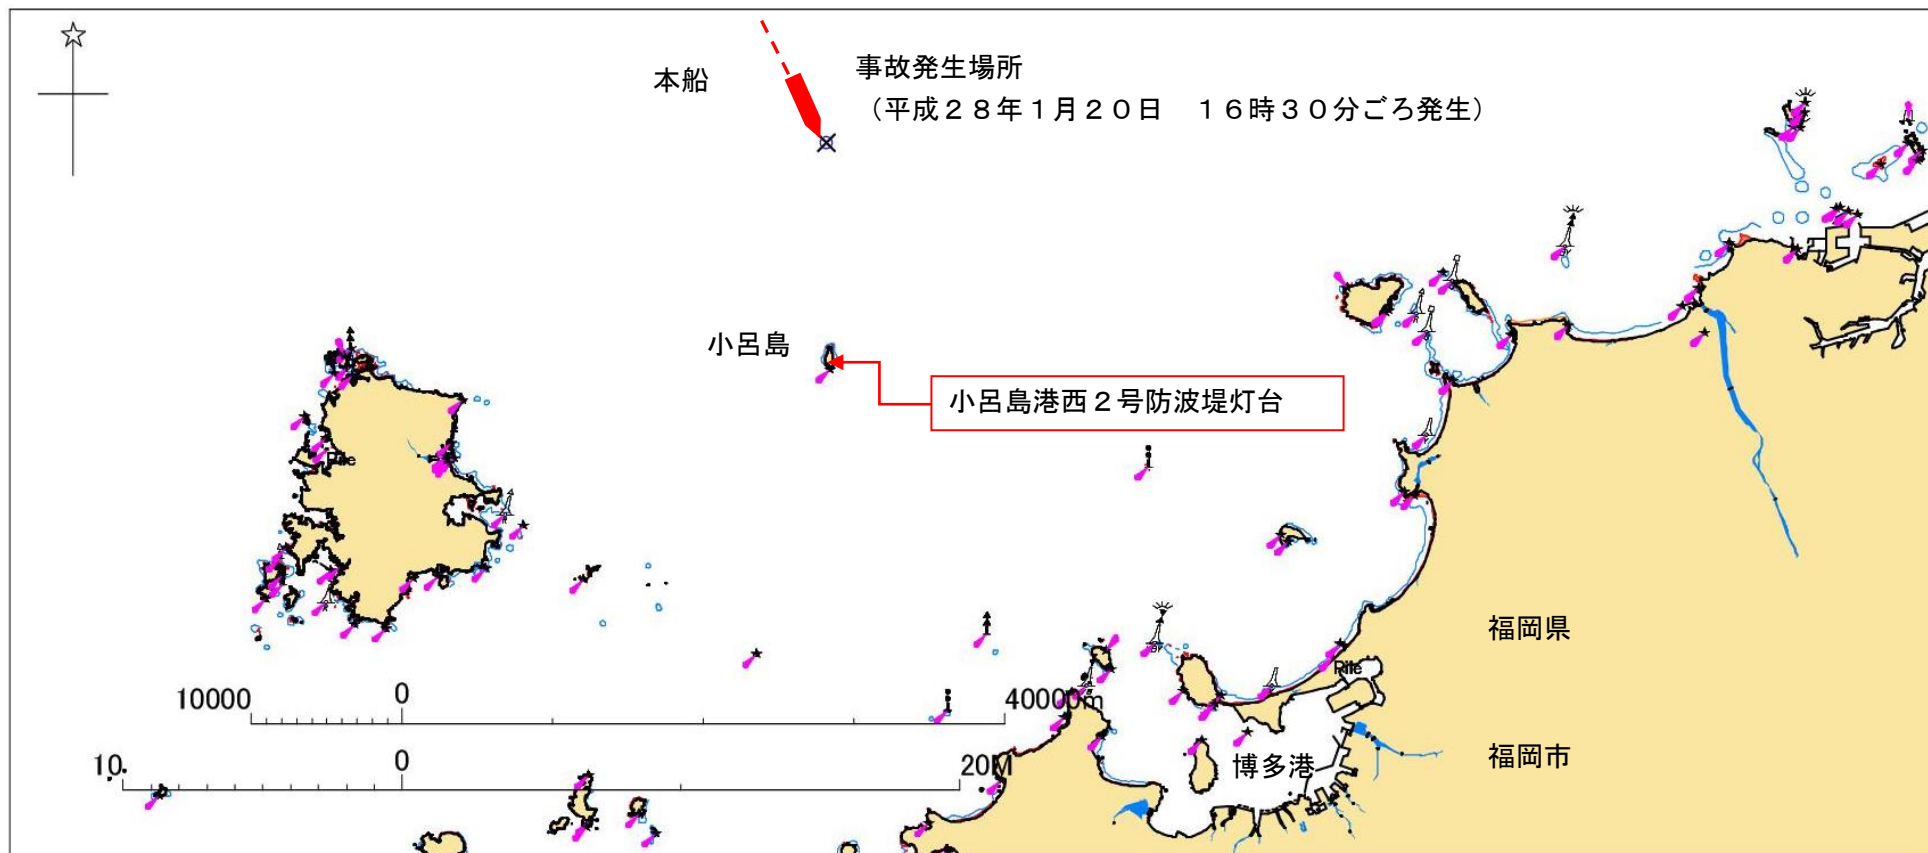 本船
事故発生場所
（平成２８年１月２０日　１６時３０分ごろ発生）
小呂島
小呂島港西２号防波堤灯台
Pile
福岡県
Pile
10000
0
40000m
福岡市
博多港
10.
0
20M